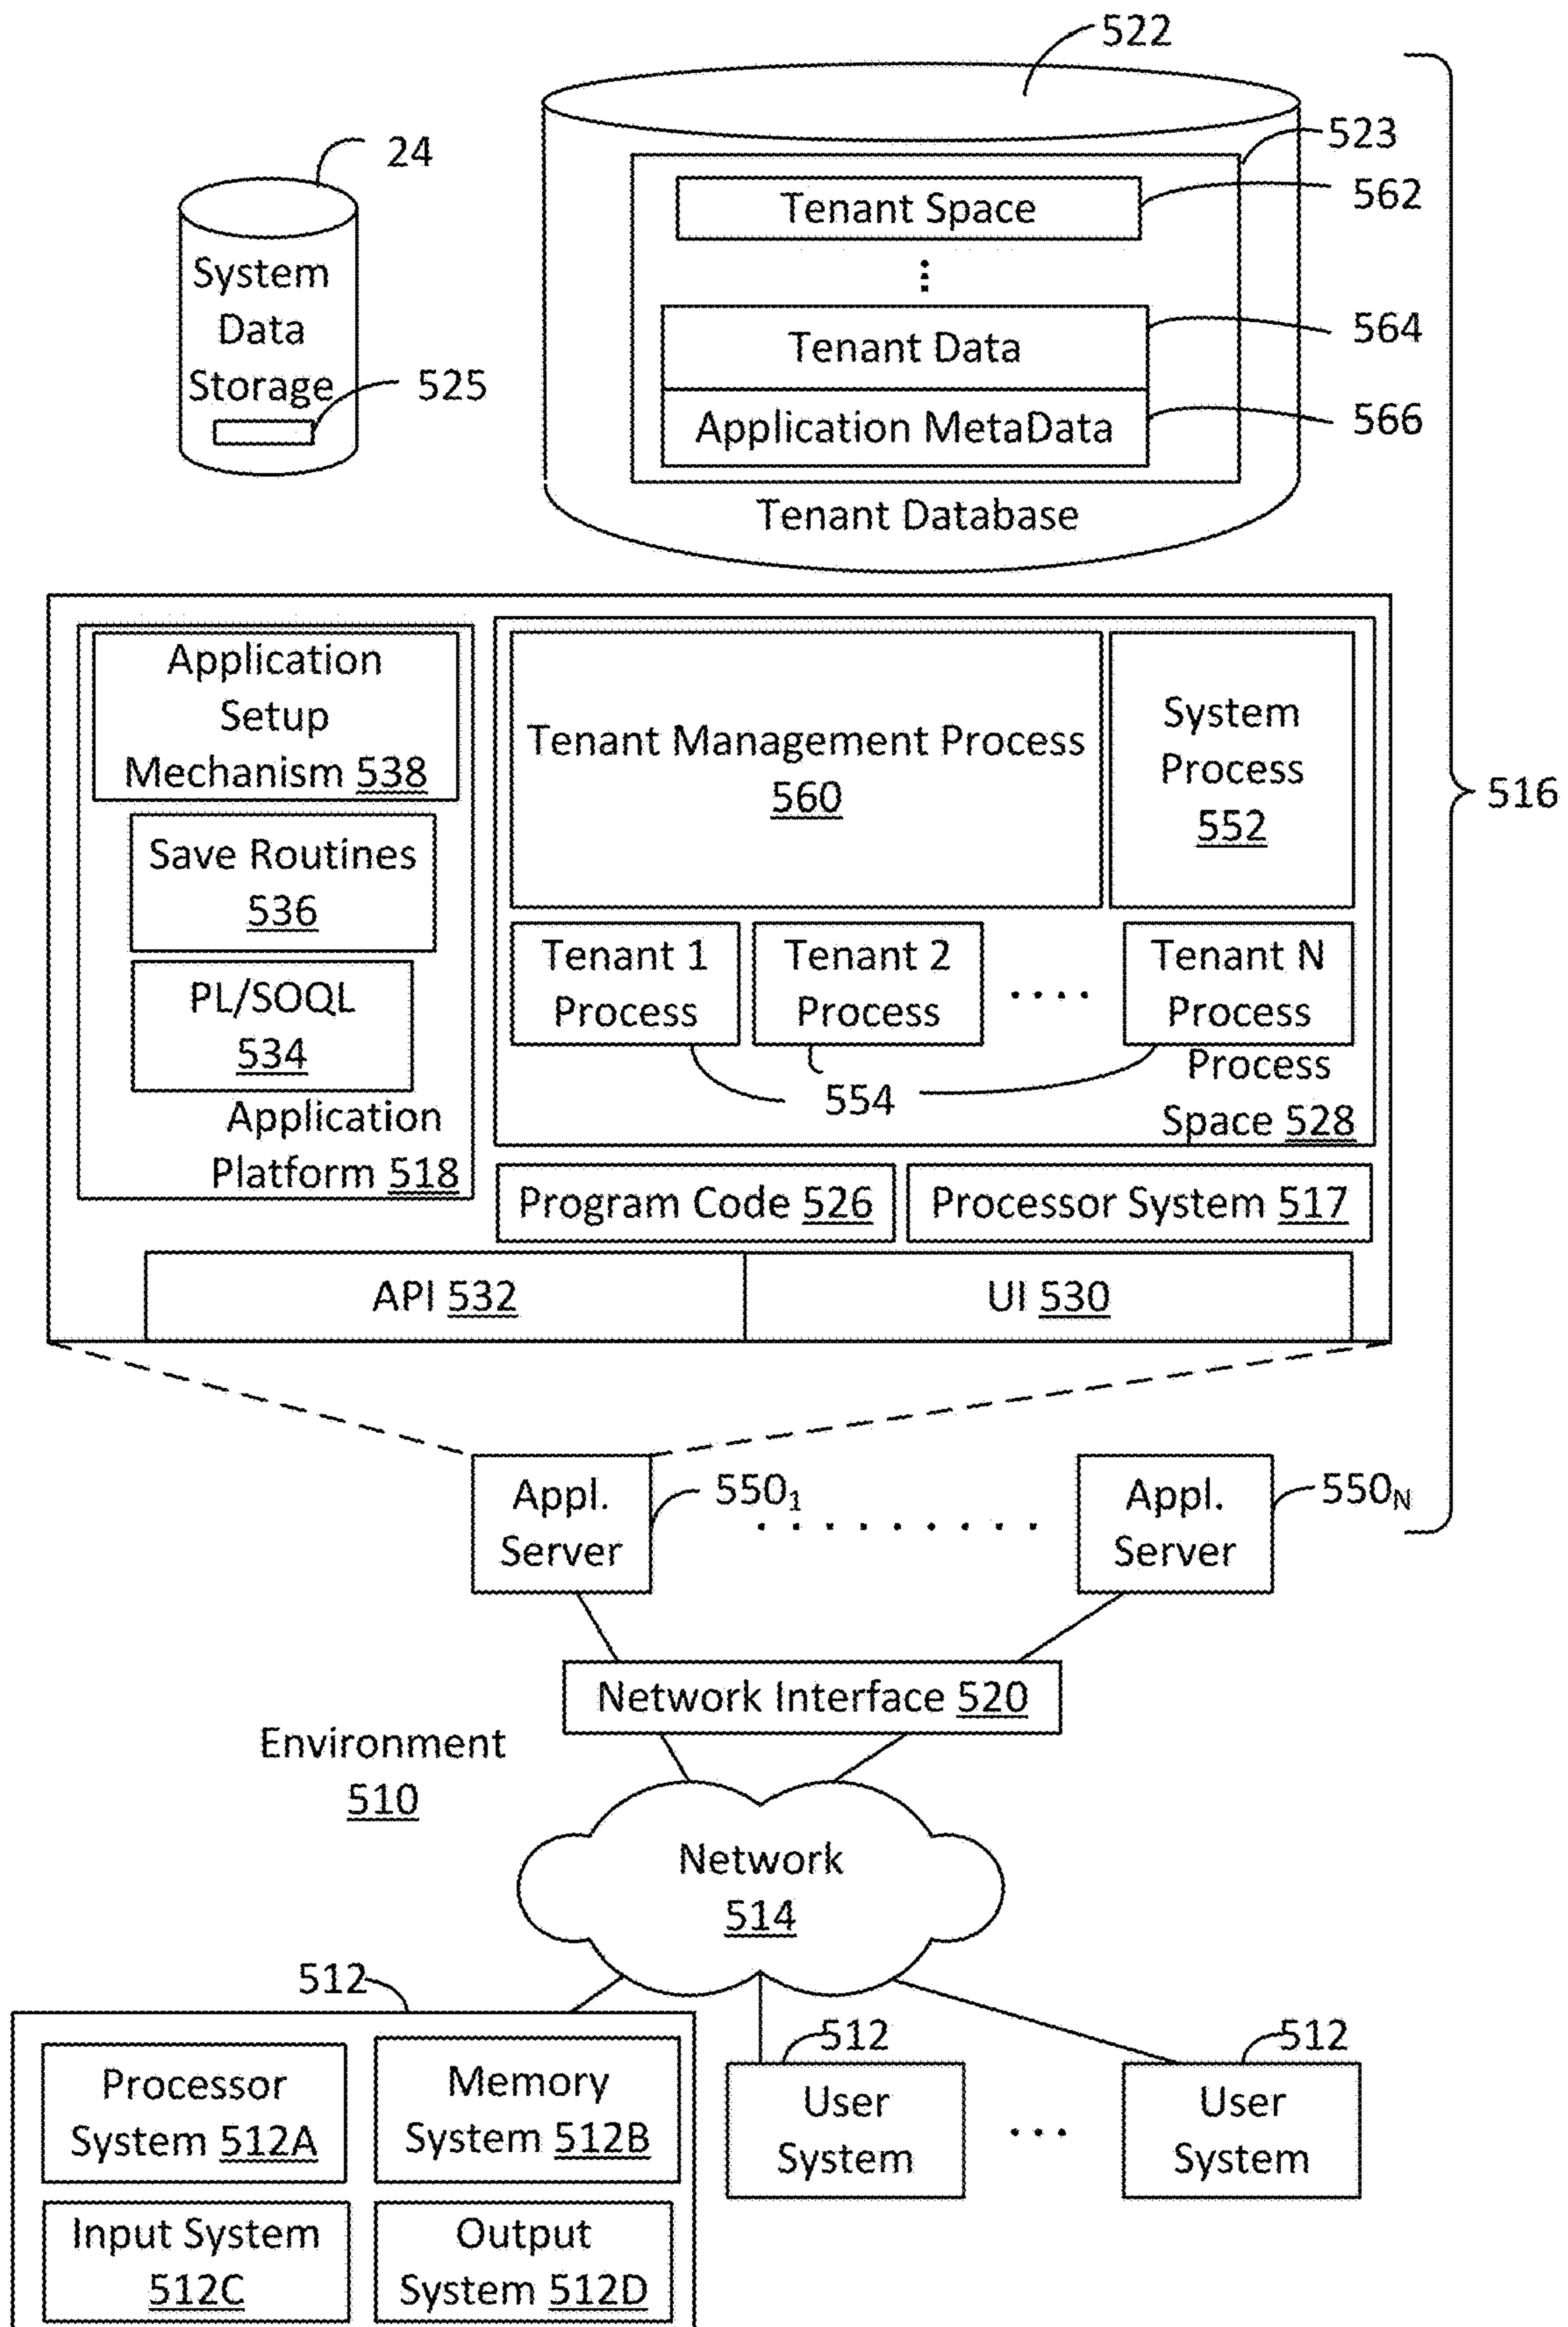 522
523
24
562
Tenant Space
System
Data
Storage
564
Tenant Data
525
566
Application MetaData
Tenant Database
Application
Setup
Mechanism 538
Tenant Management Process
560
System
Process
552
516
Save Routines
536
Tenant 1
Process
Tenant 2
Process
Tenant N
Process
PL/SOQL
534
554
Process
Space 528
Application
Platform 518
Program Code 526
Processor System 517
API 532
UI 530
Appl.
Server
550₁
Appl.
Server
550N
Network Interface 520
Environment
510
Network
514
512
512
512
Processor
System 512A
Memory
System 512B
User
System
User
System
Input System
512C
Output
System 512D